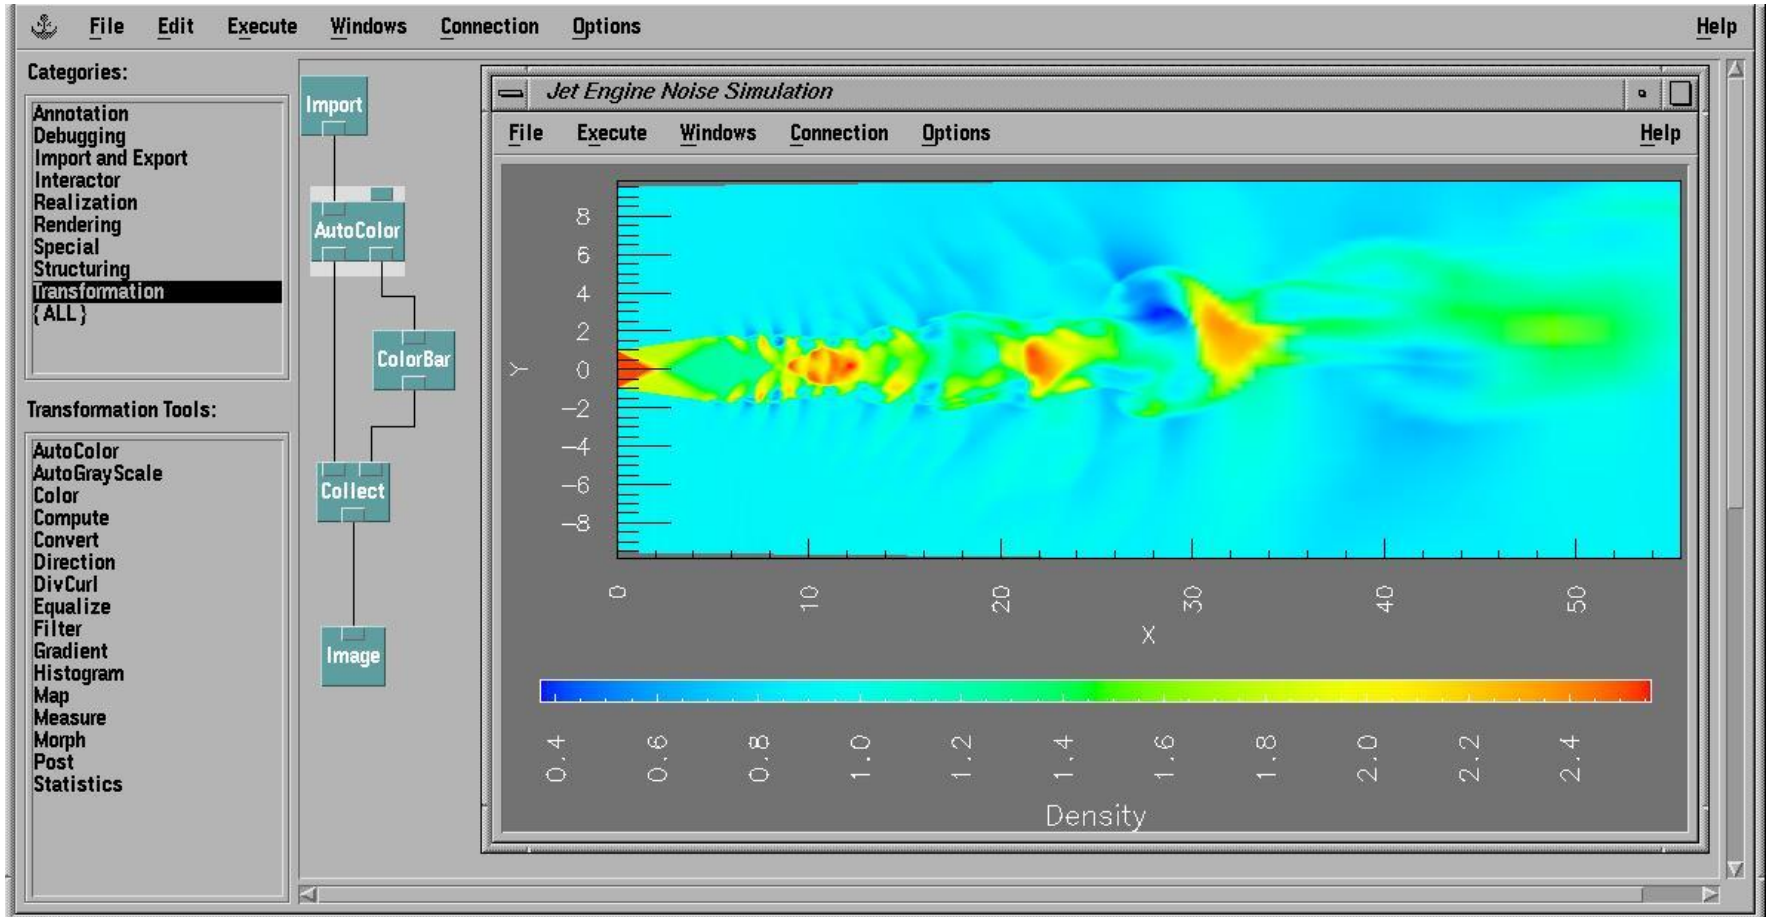 File Edit Execute Windows Connection Options Help
Categories:
Annotation
Debugging
Import and Export
Interactor
Realization
Rendering
Special
Structuring
Transformation
{ALL}
Transformation Tools:
AutoColor
AutoGrayScale
Color
Compute
Convert
Direction
DivCurl
Equalize
Filter
Gradient
Histogram
Map
Measure
Morph
Post
Statistics
Import
AutoColor
ColorBar
Collect
Image
Jet Engine Noise Simulation
File Execute Windows Connection Options Help
8
6
4
2
0
-2
-4
-6
-8
Y
0 10 20 30 40 50
X
0.4 0.6 0.8 1.0 1.2 1.4 1.6 1.8 2.0 2.2 2.4
Density